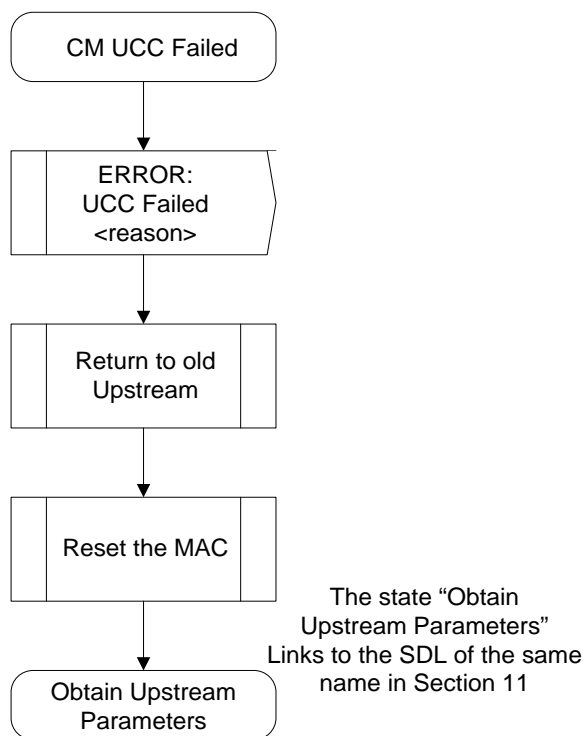 CM UCC Failed
ERROR:
UCC Failed
<reason>
Return to old
Upstream
Reset the MAC
The state “Obtain
Upstream Parameters”
Links to the SDL of the same
name in Section 11
Obtain Upstream
Parameters